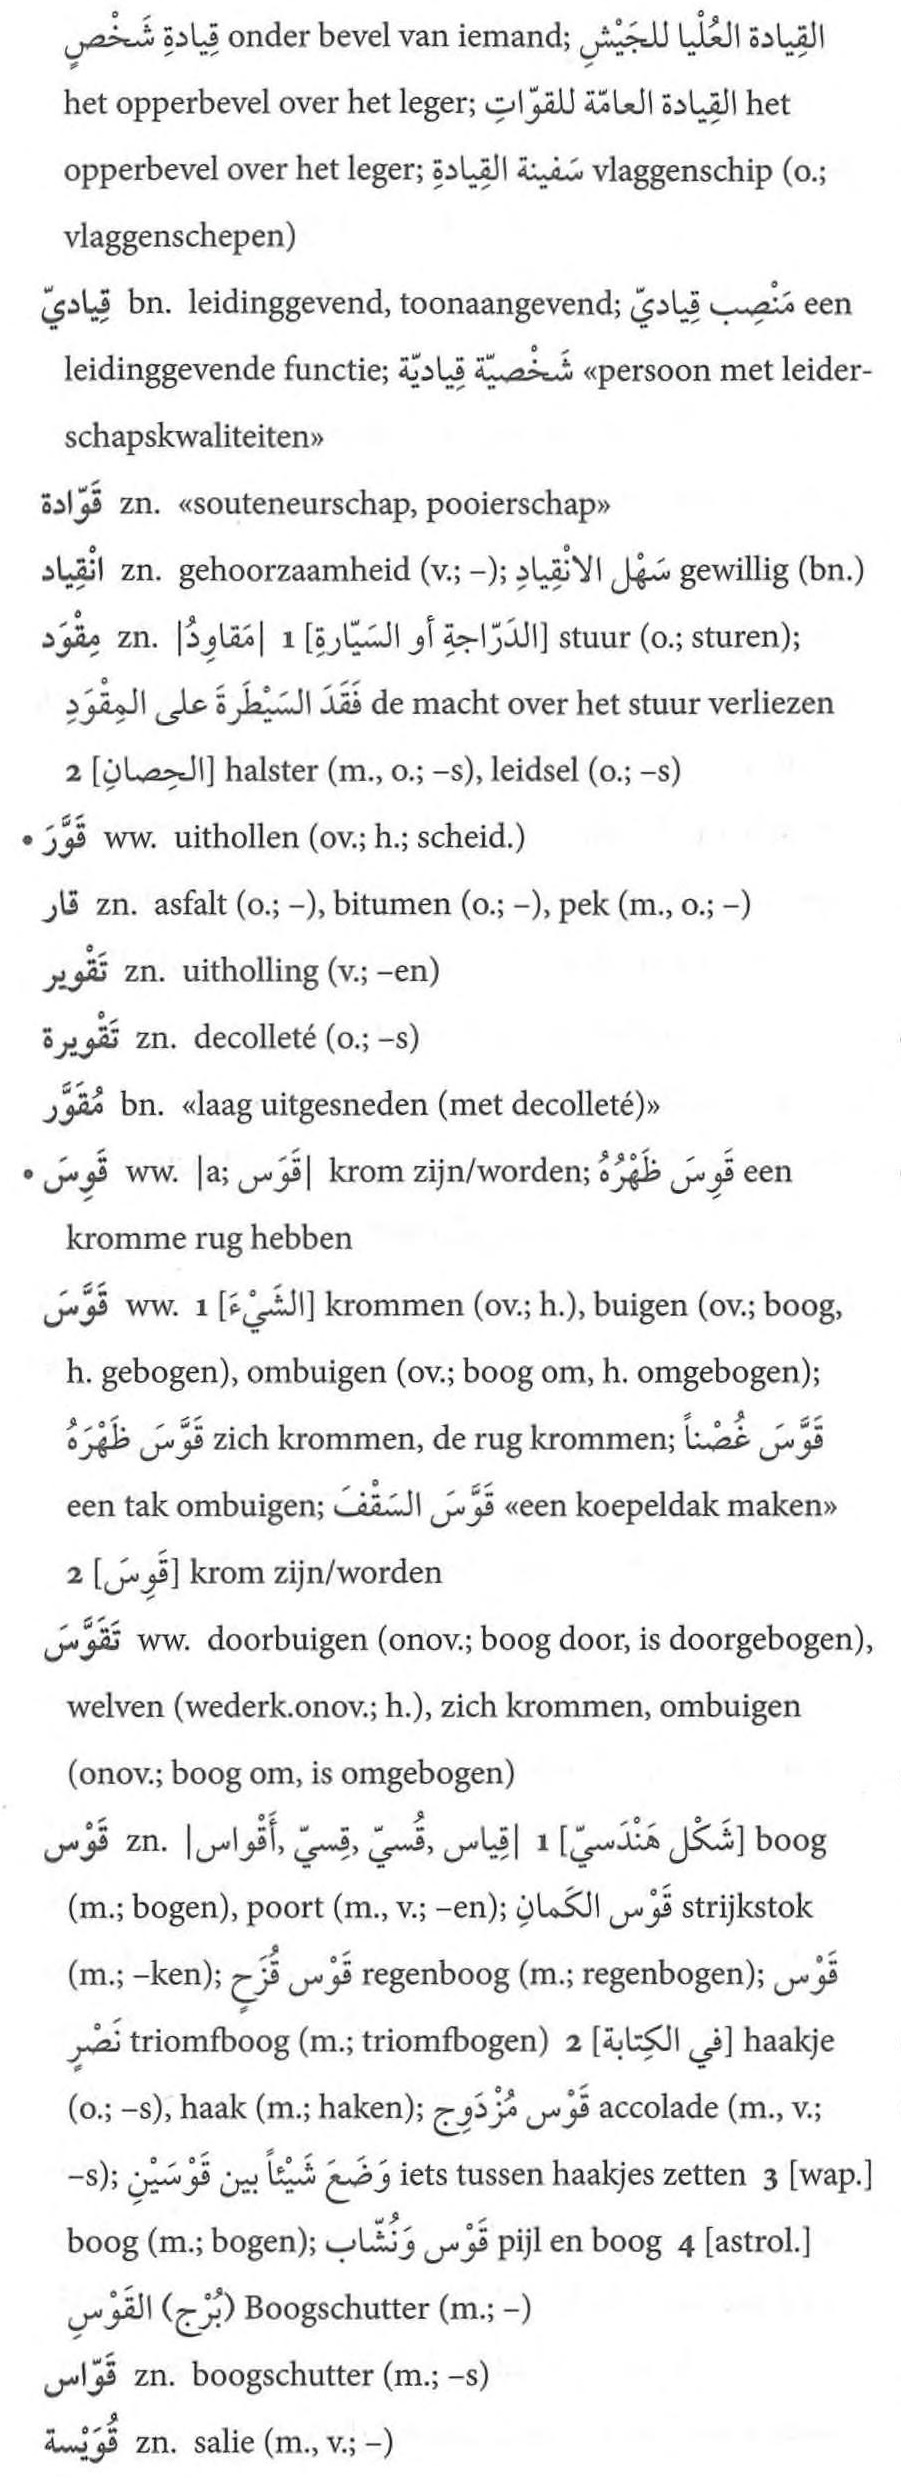 قِيادةِ شَخْصٍ onder bevel van iemand; القِيادة العُلْيا للجَيْشِ
het opperbevel over het leger; القِيادة العامّة للقوّاتِ het
opperbevel over het leger; سَفينة القِيادةِ vlaggenschip (o.;
vlaggenschepen)
قِياديّ bn. leidinggevend, toonaangevend; مَنْصِب قِياديّ een
leidinggevende functie; شَخْصيّة قِياديّة «persoon met leider-
schapskwaliteiten»
قَوّادة zn. «souteneurschap, pooierschap»
انْقِياد zn. gehoorzaamheid (v.; –); سَهْل الانْقِيادِ gewillig (bn.)
مِقْوَد zn. |مَقاوِدُ| 1 [الدَرّاجةِ أو السَيّارةِ] stuur (o.; sturen);
فَقَدَ السَيْطَرةَ على المِقْوَدِ de macht over het stuur verliezen
2 [الحِصانِ] halster (m., o.; –s), leidsel (o.; –s)
• قَوَّرَ ww. uithollen (ov.; h.; scheid.)
قار zn. asfalt (o.; –), bitumen (o.; –), pek (m., o.; –)
تَقْوير zn. uitholling (v.; –en)
تَقْويرة zn. decolleté (o.; –s)
مُقَوَّر bn. «laag uitgesneden (met decolleté)»
• قَوِسَ ww. |a; قَوَس| krom zijn/worden; قَوِسَ ظَهْرُهُ een
kromme rug hebben
قَوَّسَ ww. 1 [الشَيْءَ] krommen (ov.; h.), buigen (ov.; boog,
h. gebogen), ombuigen (ov.; boog om, h. omgebogen);
قَوَّسَ ظَهْرَهُ zich krommen, de rug krommen; قَوَّسَ غُصْناً
een tak ombuigen; قَوَّسَ السَقْفَ «een koepeldak maken»
2 [قَوِسَ] krom zijn/worden
تَقَوَّسَ ww. doorbuigen (onov.; boog door, is doorgebogen),
welven (wederk.onov.; h.), zich krommen, ombuigen
(onov.; boog om, is omgebogen)
قَوْس zn. |قِياس, قُسيّ, قِسيّ, أَقْواس| 1 [شَكْل هَنْدَسيّ] boog
(m.; bogen), poort (m., v.; –en); قَوْس الكَمانِ strijkstok
(m.; –ken); قَوْس قُزَحٍ regenboog (m.; regenbogen); قَوْس
نَصْرٍ triomfboog (m.; triomfbogen) 2 [في الكِتابة] haakje
(o.; –s), haak (m.; haken); قَوْس مُزْدَوِج accolade (m., v.;
–s); وَضَعَ شَيْئاً بين قَوْسَيْنِ iets tussen haakjes zetten 3 [wap.]
boog (m.; bogen); قَوْس وَنُشّاب pijl en boog 4 [astrol.]
(بُرْج) القَوْسِ Boogschutter (m.; –)
قَوّاس zn. boogschutter (m.; –s)
قُوَيْسة zn. salie (m., v.; –)